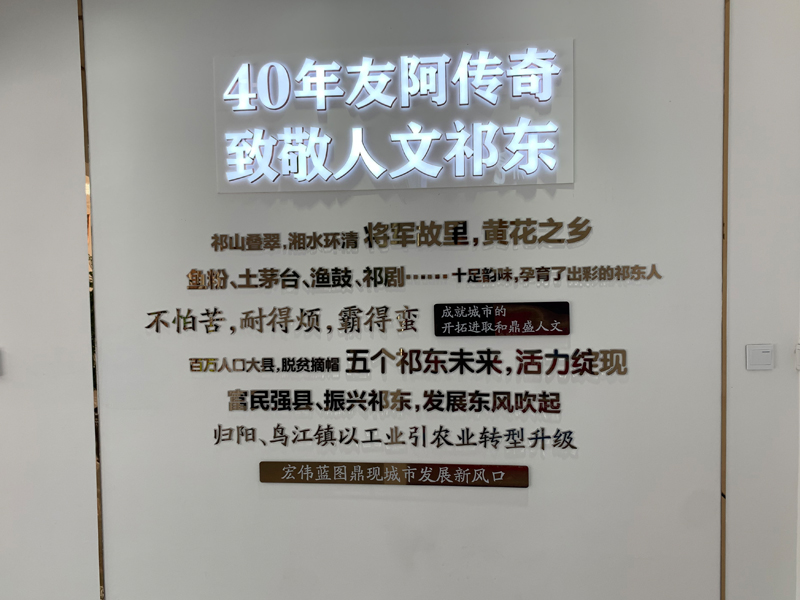 40年友阿传奇
致敬人文祁东
祁山叠翠,湘水环清 将军故里,黄花之乡
鱼粉、土茅台、渔鼓、祁剧…… 十足韵味,孕育了出彩的祁东人
不怕苦,耐得烦,霸得蛮
成就城市的
开拓进取和鼎盛人文
百万人口大县,脱贫摘帽 五个祁东未来,活力绽现
富民强县、振兴祁东,发展东风吹起
归阳、鸟江镇以工业引农业转型升级
宏伟蓝图鼎现城市发展新风口